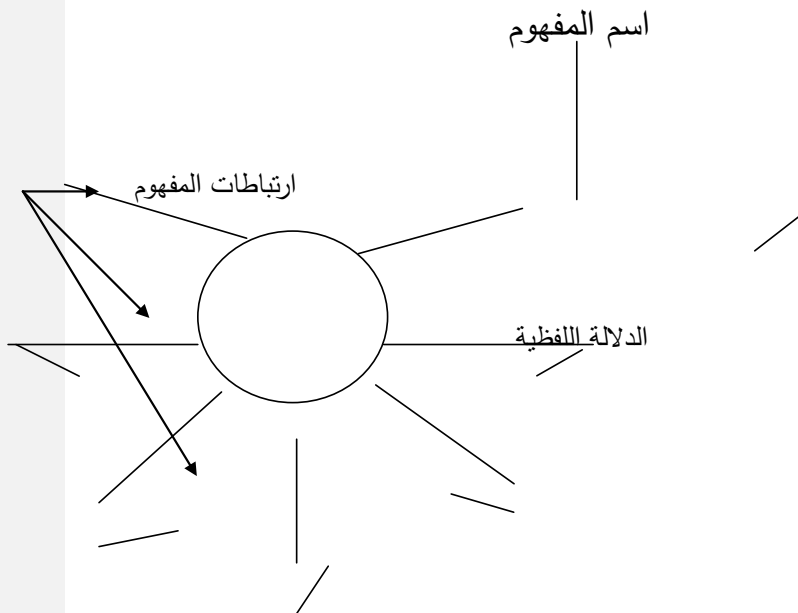 اسم المفهوم
ارتباطات المفهوم
الدلالة اللفظية